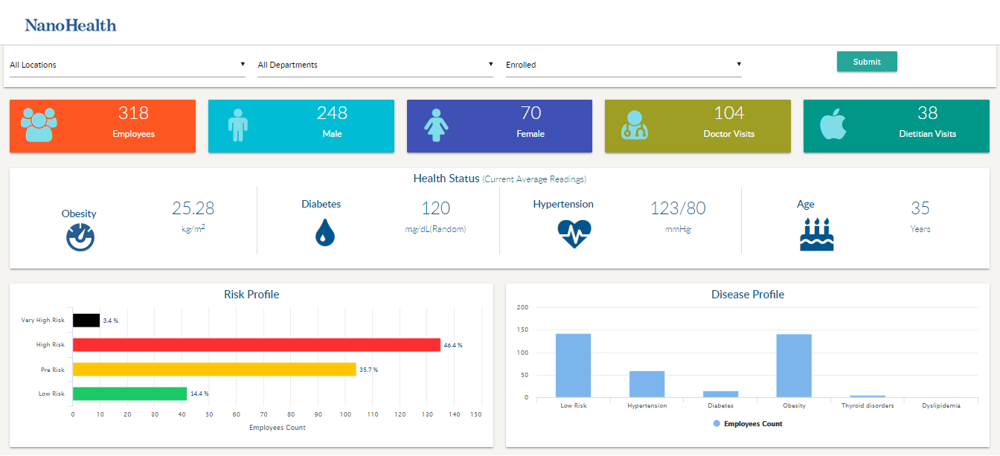 NanoHealth
All Locations ▼ All Departments ▼ Enrolled ▼ Submit
318 248 70 104 38
Employees Male Female Doctor Visits Dietitian Visits
Health Status (Current Average Readings)
Obesity 25.28 Diabetes 120 Hypertension 123/80 Age 35
kg/m² mg/dL(Random) mmHg Years
Risk Profile
Very High Risk 3.4 %
High Risk 46.4 %
Pre Risk 35.7 %
Low Risk 14.4 %
0 10 20 30 40 50 60 70 80 90 100 110 120 130 140 150
Employees Count
Disease Profile
200
150
100
50
0
Low Risk Hypertension Diabetes Obesity Thyroid disorders Dyslipidemia
Employees Count